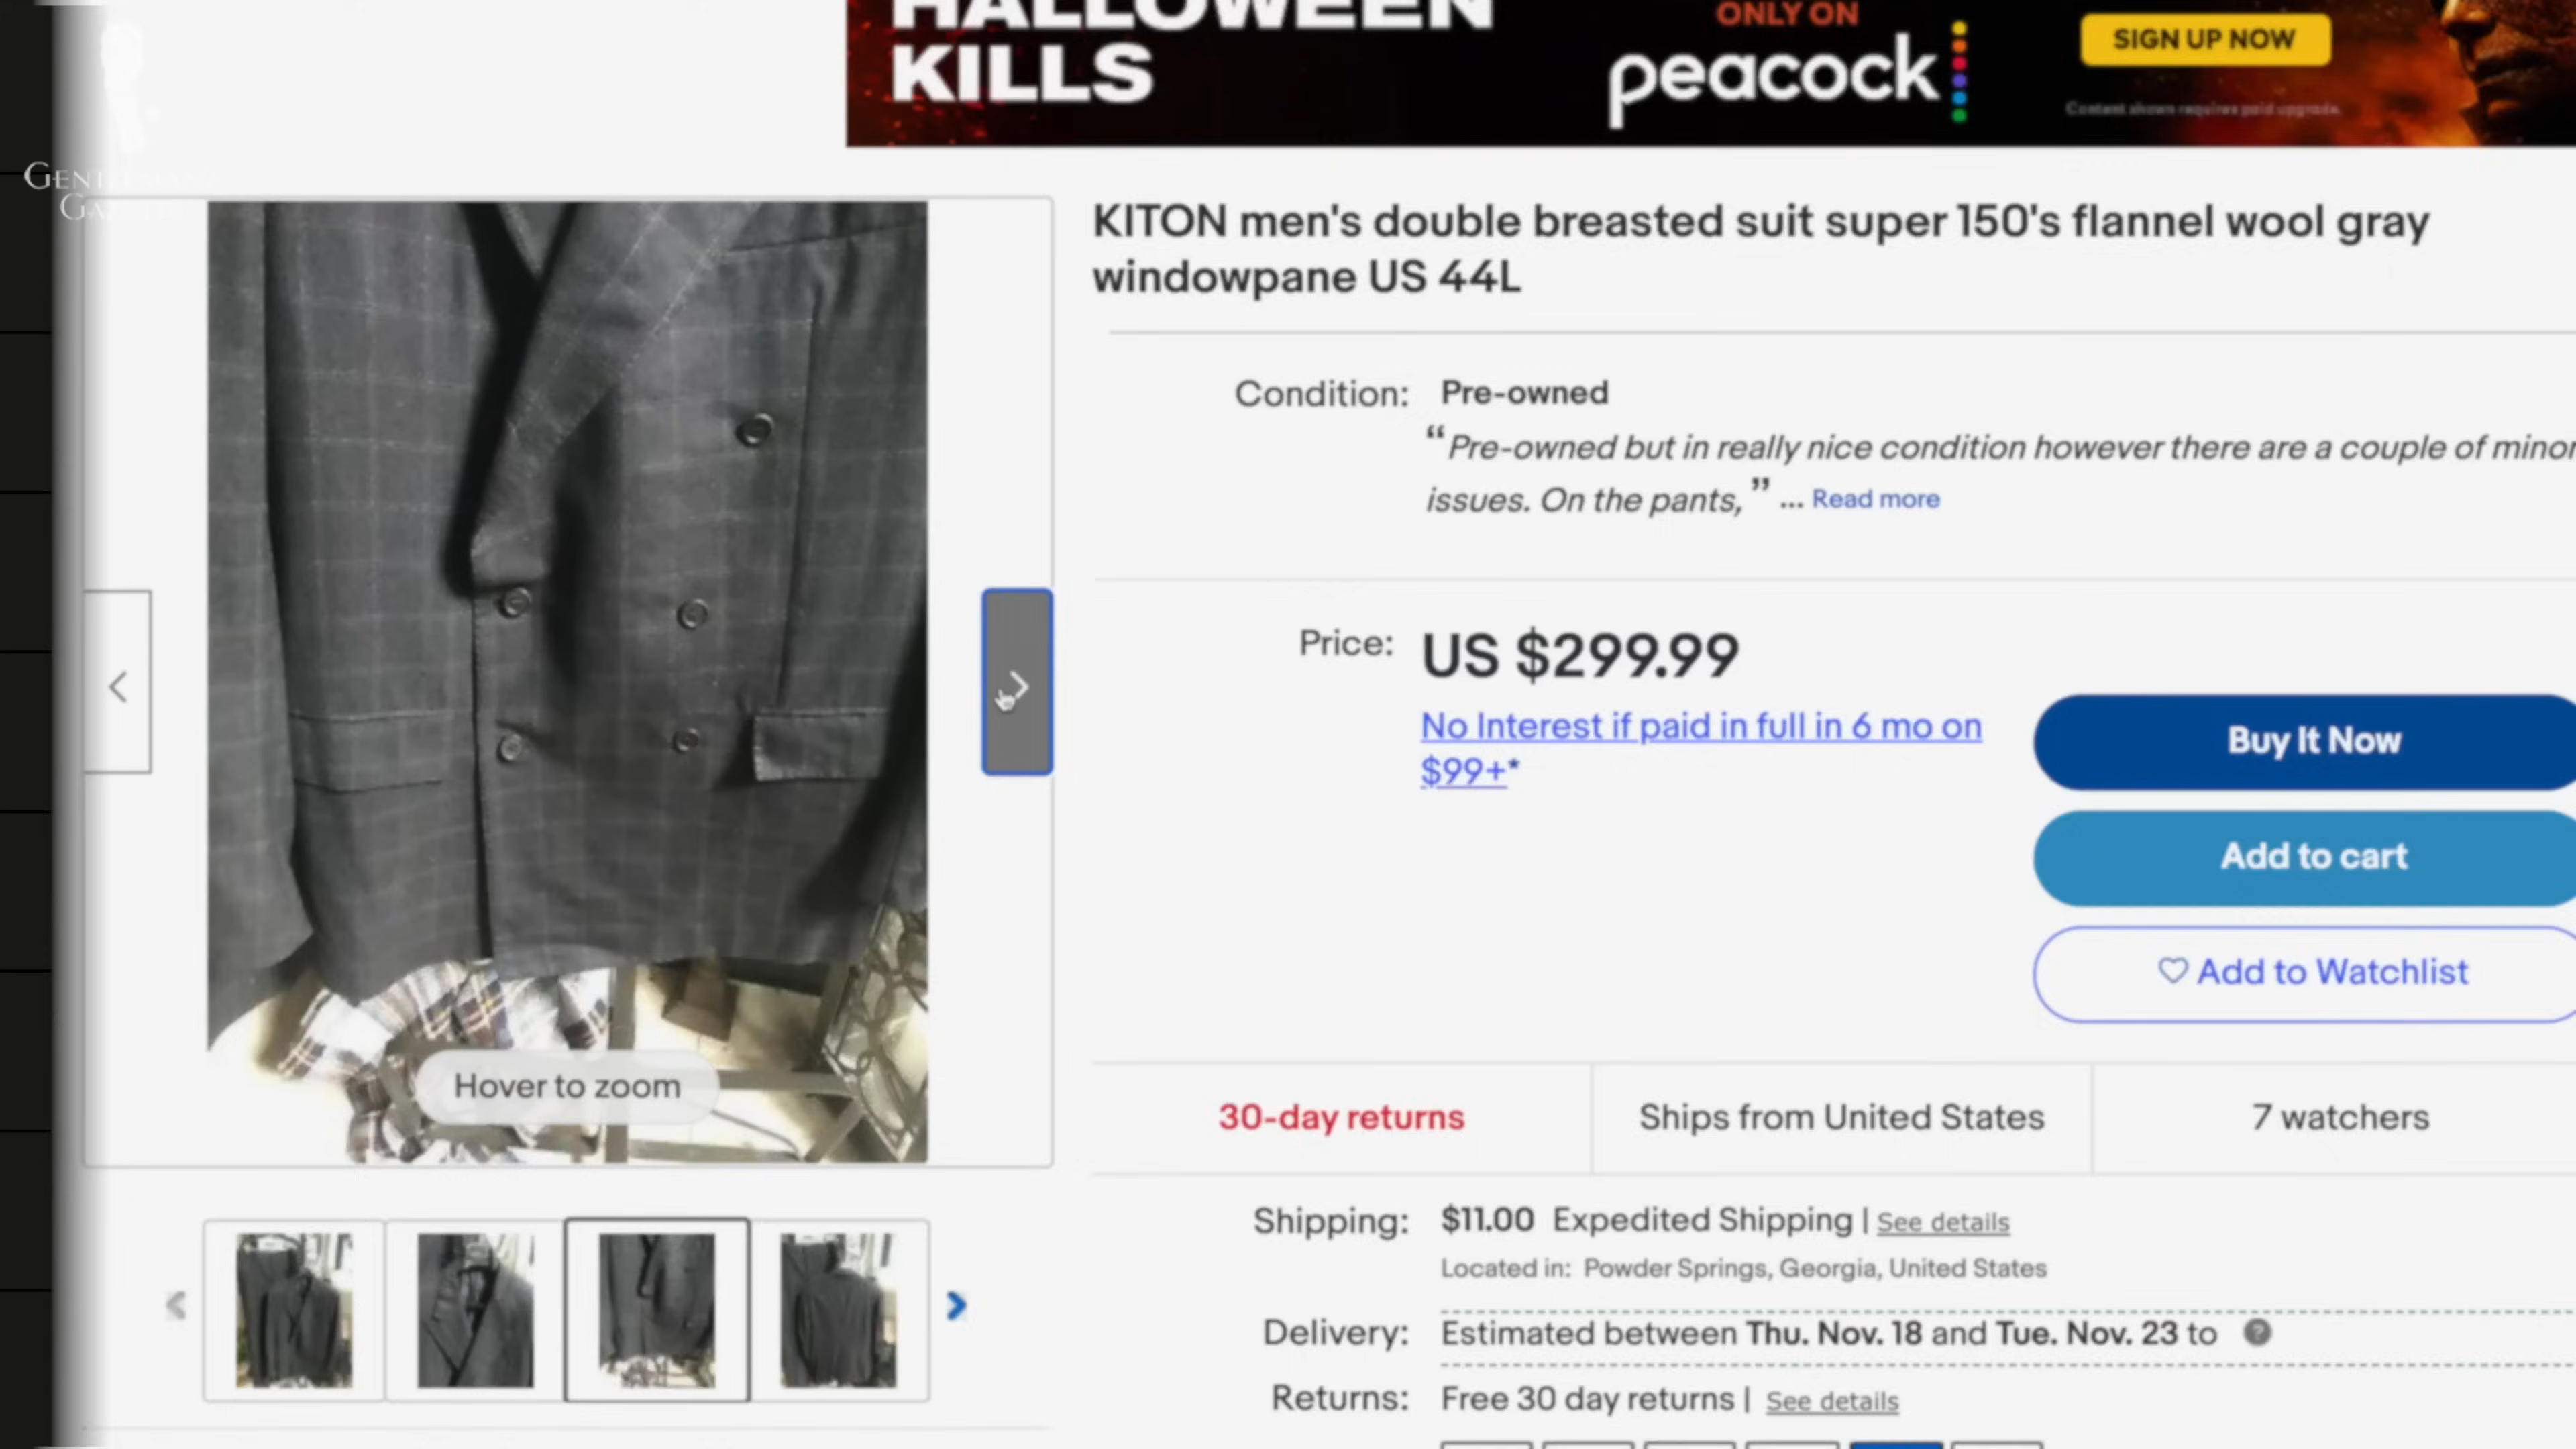 HALLOWEEN
KILLS
ONLY ON
peacock
SIGN UP NOW
Content shown requires paid upgrade.
KITON men's double breasted suit super 150's flannel wool gray
windowpane US 44L
Condition: Pre-owned
“Pre-owned but in really nice condition however there are a couple of minor
issues. On the pants,” ... Read more
Price: US $299.99
No Interest if paid in full in 6 mo on
$99+*
Buy It Now
Add to cart
Add to Watchlist
Hover to zoom
30-day returns
Ships from United States
7 watchers
Shipping: $11.00 Expedited Shipping | See details
Located in: Powder Springs, Georgia, United States
Delivery: Estimated between Thu. Nov. 18 and Tue. Nov. 23 to ?
Returns: Free 30 day returns | See details